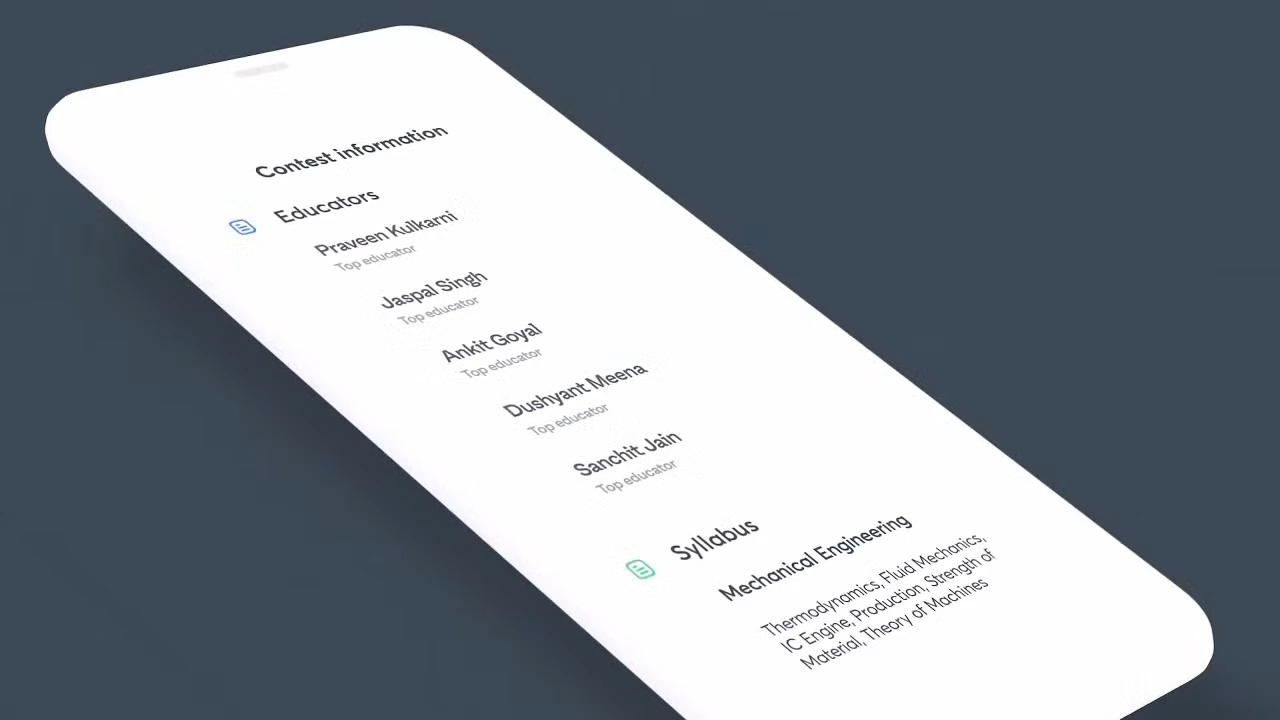 Contest information
Educators
Praveen Kulkarni
Top educator
Jaspal Singh
Top educator
Ankit Goyal
Top educator
Dushyant Meena
Top educator
Sanchit Jain
Top educator
Syllabus
Mechanical Engineering
Thermodynamics, Fluid Mechanics,
IC Engine, Production, Strength of
Material, Theory of Machines